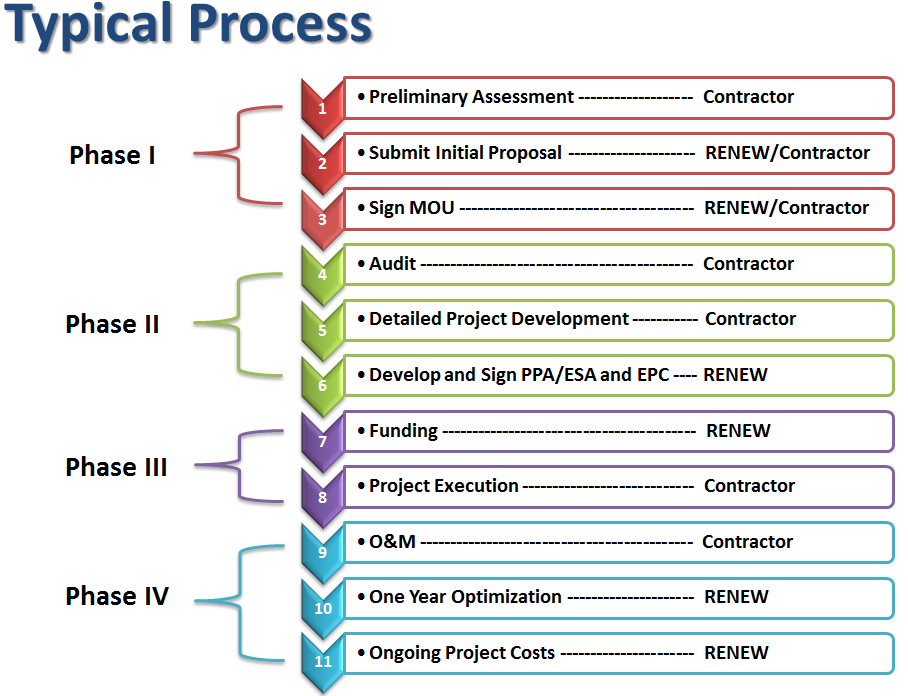 Typical Process
Phase I
1 • Preliminary Assessment ------------------- Contractor
2 • Submit Initial Proposal --------------------- RENEW/Contractor
3 • Sign MOU --------------------------------------- RENEW/Contractor
Phase II
4 • Audit --------------------------------------------- Contractor
5 • Detailed Project Development ----------- Contractor
6 • Develop and Sign PPA/ESA and EPC ---- RENEW
Phase III
7 • Funding ------------------------------------------ RENEW
8 • Project Execution ---------------------------- Contractor
Phase IV
9 • O&M --------------------------------------------- Contractor
10 • One Year Optimization --------------------- RENEW
11 • Ongoing Project Costs ---------------------- RENEW